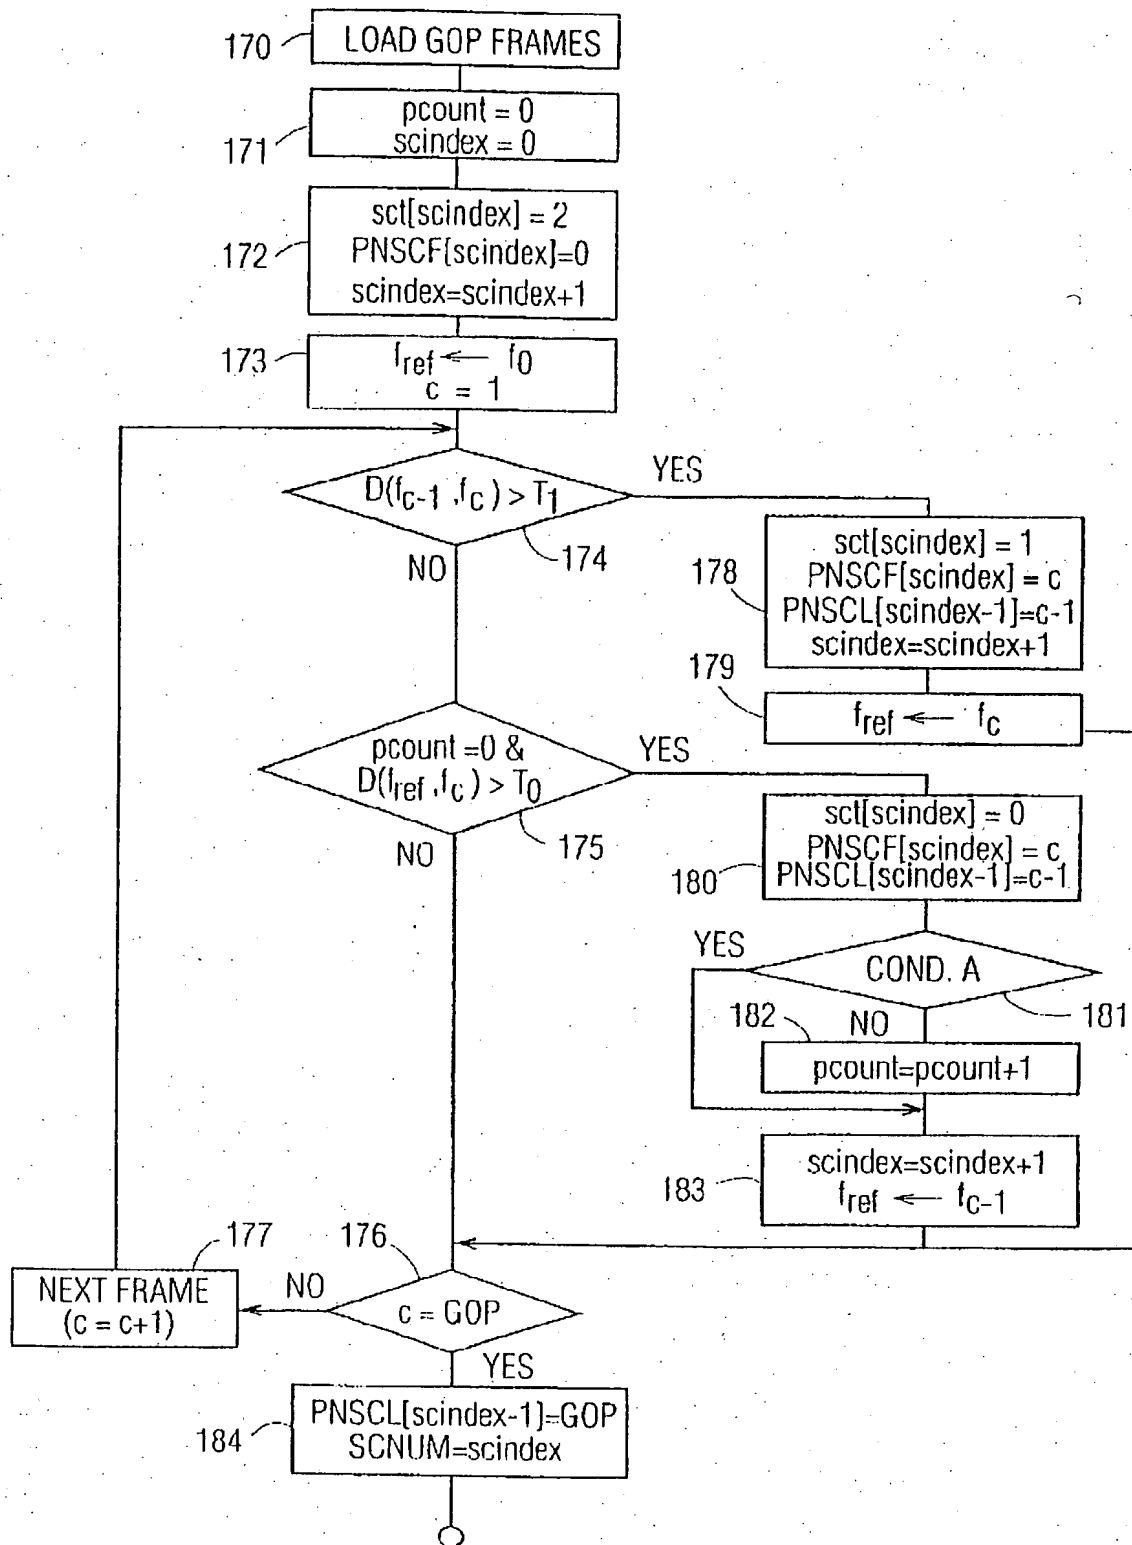 170
LOAD GOP FRAMES
171
pcount = 0
scindex = 0
172
sct[scindex] = 2
PNSCF[scindex]=0
scindex=scindex+1
173
fref ← f0
c = 1
D(fc-1 ,fc) > T1
YES
174
NO
178
sct[scindex] = 1
PNSCF[scindex] = c
PNSCL[scindex-1]=c-1
scindex=scindex+1
179
fref ← fc
pcount =0 &
D(fref ,fc) > T0
YES
175
NO
180
sct[scindex] = 0
PNSCF[scindex] = c
PNSCL[scindex-1]=c-1
YES
COND. A
181
182
NO
pcount=pcount+1
183
scindex=scindex+1
fref ← fc-1
177
176
NEXT FRAME
(c = c+1)
NO
c = GOP
YES
184
PNSCL[scindex-1]=GOP
SCNUM=scindex